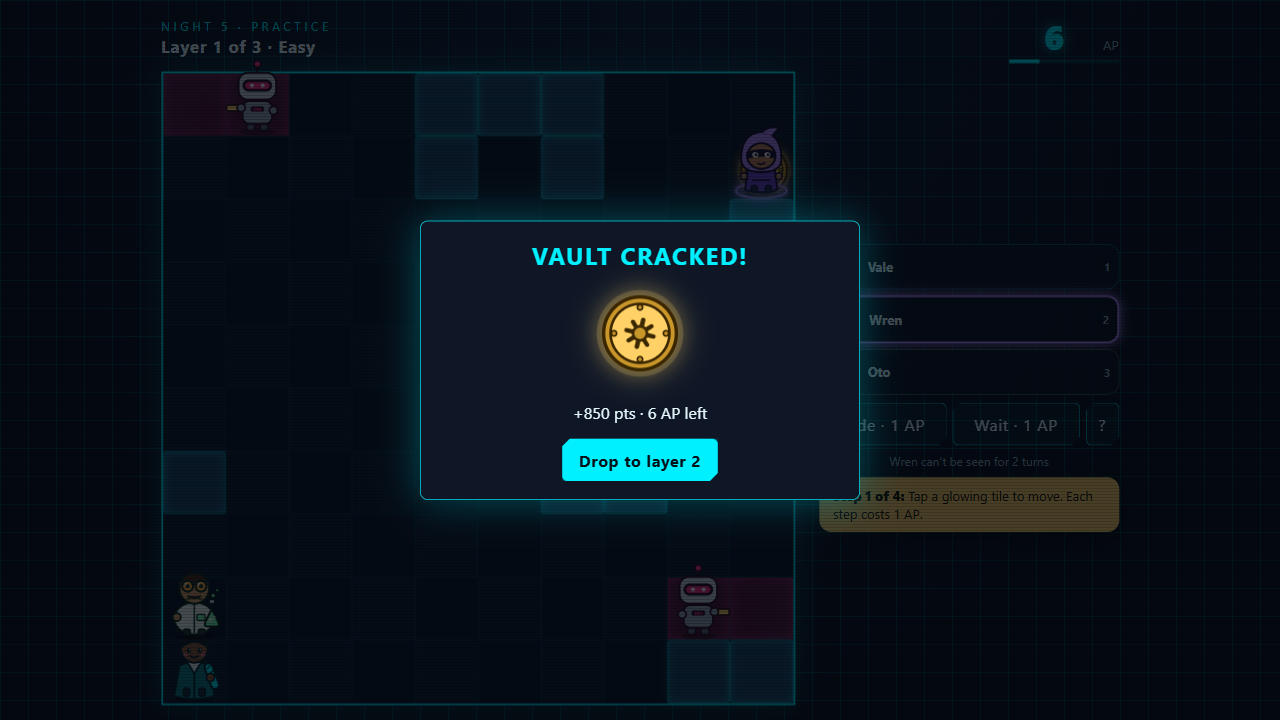 NIGHT 5 · PRACTICE
Layer 1 of 3 · Easy
6 AP
VAULT CRACKED!
+850 pts · 6 AP left
Drop to layer 2
Vale 1
Wren 2
Oto 3
1 AP
Wait · 1 AP
?
Wren can't be seen for 2 turns
1 of 4: Tap a glowing tile to move. Each
step costs 1 AP.